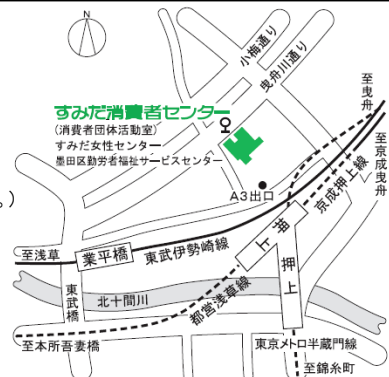 小梅通り
曳舟川通り
すみだ消費者センター
(消費者団体活動室)
すみだ女性センター
墨田区勤労者福祉サービスセンター
。)
A3出口
至曳舟
至京成曳舟
京成押上線
押上
至浅草
業平橋
東武伊勢崎線
東武橋
北十間川
都営浅草線
押上
至本所吾妻橋
東京メトロ半蔵門線
至錦糸町